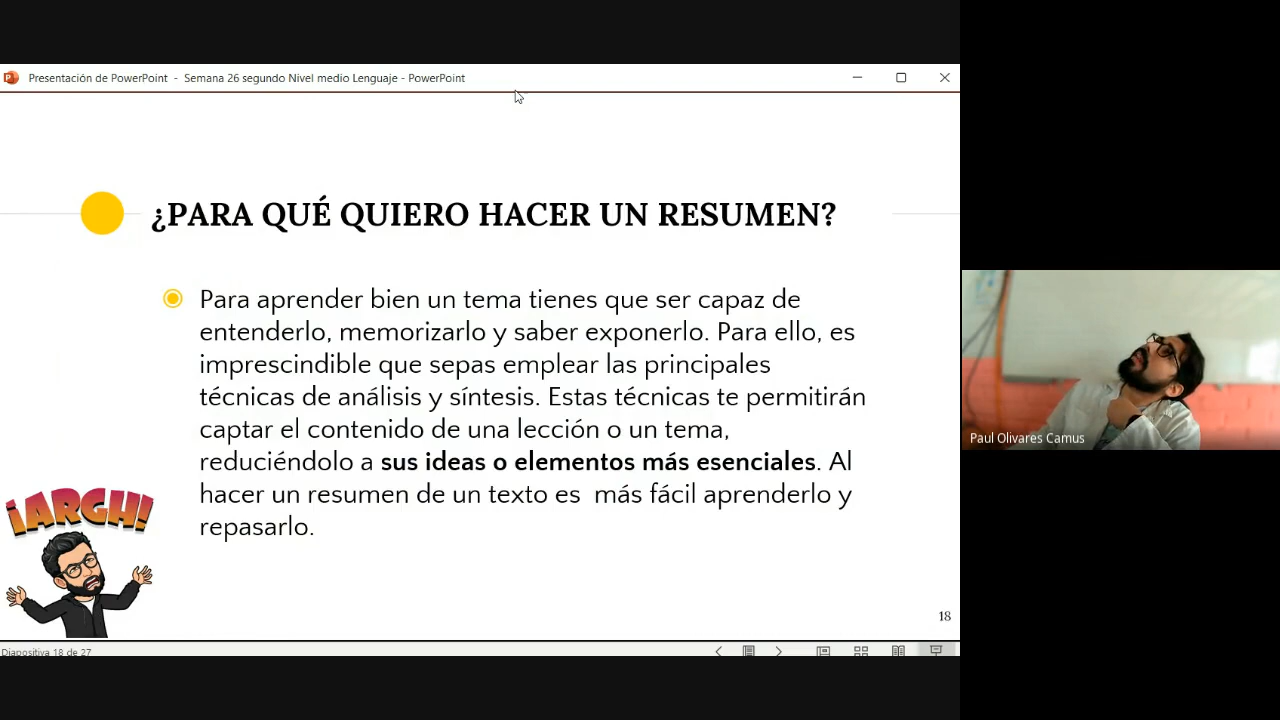 Presentación de PowerPoint - Semana 26 segundo Nivel medio Lenguaje - PowerPoint
¿PARA QUÉ QUIERO HACER UN RESUMEN?
Para aprender bien un tema tienes que ser capaz de
entenderlo, memorizarlo y saber exponerlo. Para ello, es
imprescindible que sepas emplear las principales
técnicas de análisis y síntesis. Estas técnicas te permitirán
captar el contenido de una lección o un tema,
reduciéndolo a sus ideas o elementos más esenciales. Al
hacer un resumen de un texto es más fácil aprenderlo y
repasarlo.
¡ARGH!
18
Diapositiva 18 de 27
Paul Olivares Camus